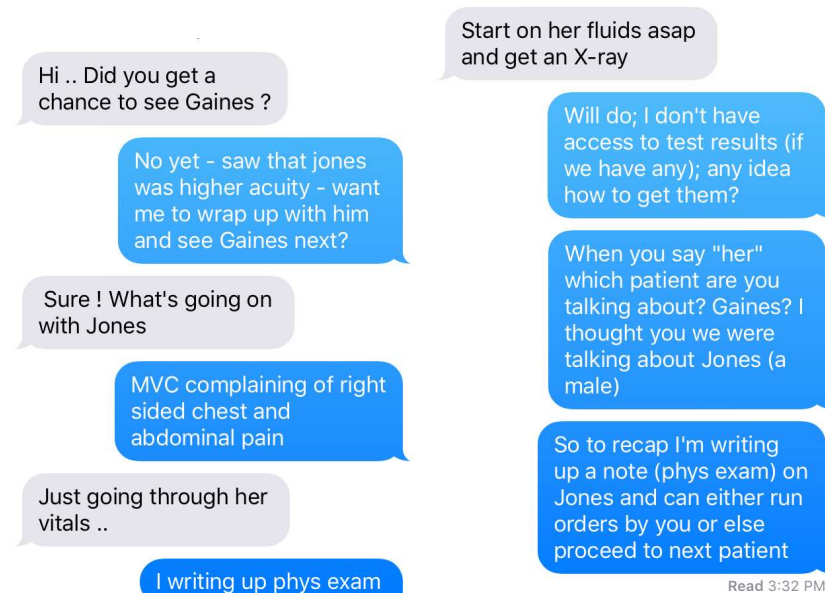 Hi .. Did you get a
chance to see Gaines ?
No yet - saw that jones
was higher acuity - want
me to wrap up with him
and see Gaines next?
Sure ! What's going on
with Jones
MVC complaining of right
sided chest and
abdominal pain
Just going through her
vitals ..
I writing up phys exam
Start on her fluids asap
and get an X-ray
Will do; I don't have
access to test results (if
we have any); any idea
how to get them?
When you say "her"
which patient are you
talking about? Gaines? I
thought you we were
talking about Jones (a
male)
So to recap I'm writing
up a note (phys exam) on
Jones and can either run
orders by you or else
proceed to next patient
Read 3:32 PM